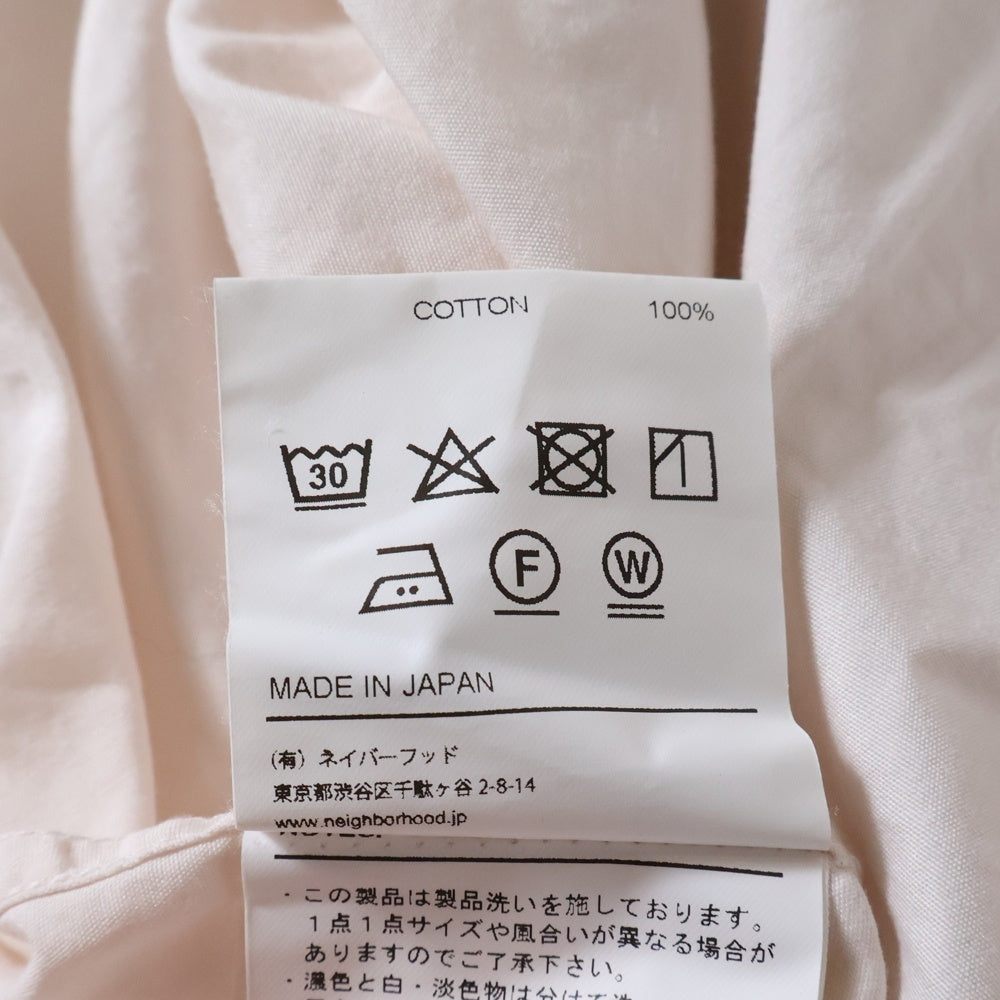 COTTON 100%
30
F W
MADE IN JAPAN
(有) ネイバーフッド
東京都渋谷区千駄ヶ谷 2-8-14
www.neighborhood.jp
・この製品は製品洗いを施しております。
１点１点サイズや風合いが異なる場合が
ありますのでご了承下さい。
・濃色と白・淡色物は分けて洗